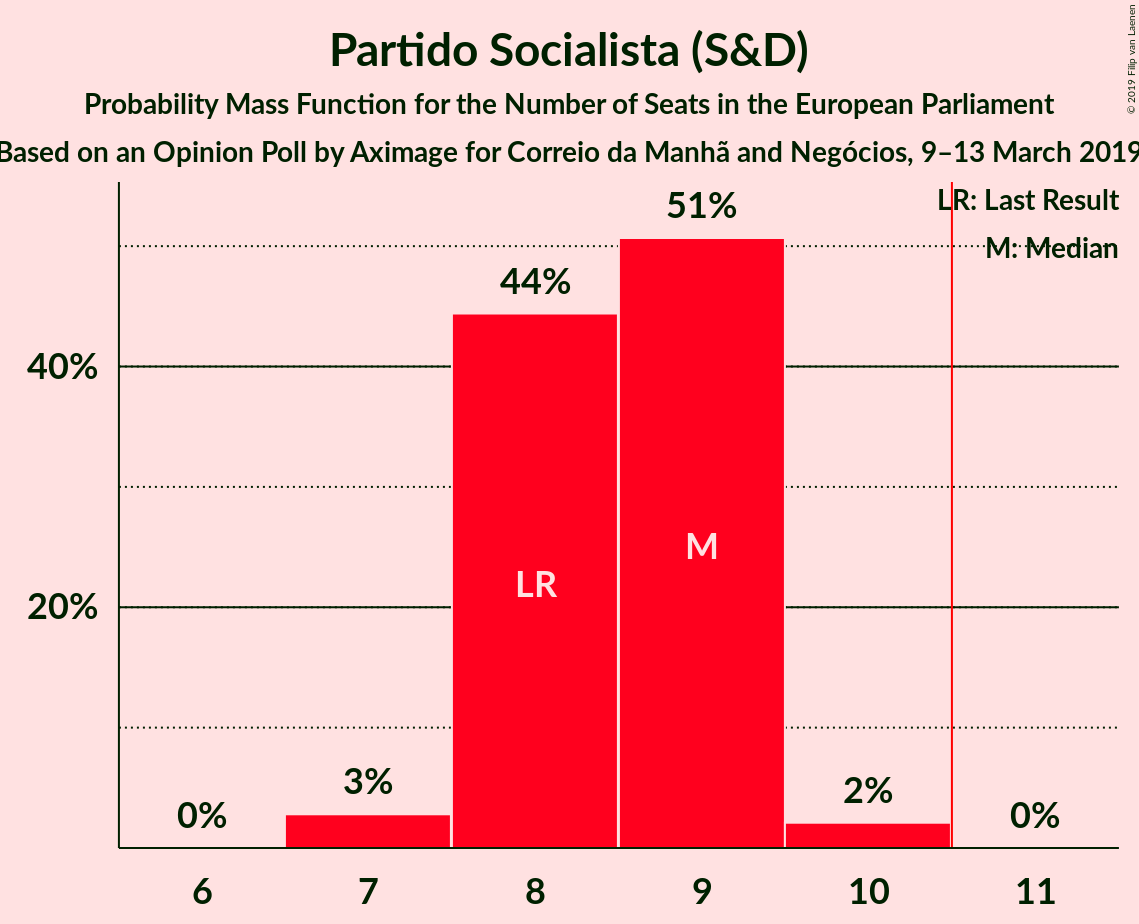 Partido Socialista (S&D)
Probability Mass Function for the Number of Seats in the European Parliament
Based on an Opinion Poll by Aximage for Correio da Manhã and Negócios, 9–13 March 2019
© 2019 Filip van Laenen
LR: Last Result
M: Median
51%
44%
40%
M
LR
20%
3%
2%
0%
0%
6 7 8 9 10 11